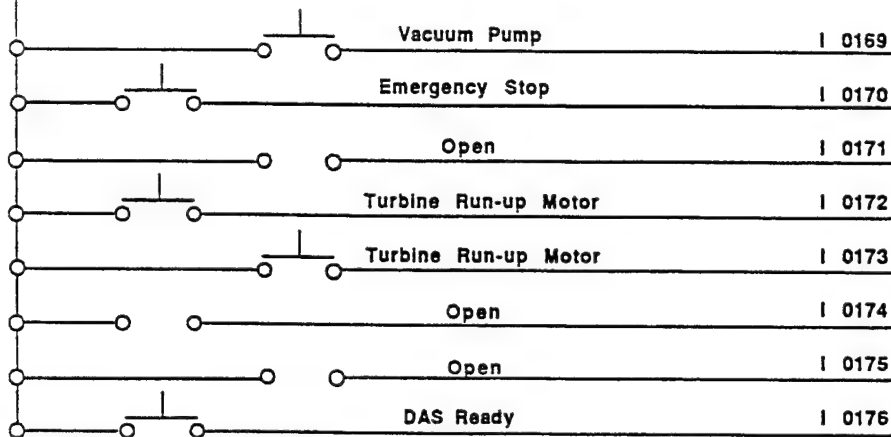 Vacuum Pump I 0169
Emergency Stop I 0170
Open I 0171
Turbine Run-up Motor I 0172
Turbine Run-up Motor I 0173
Open I 0174
Open I 0175
DAS Ready I 0176